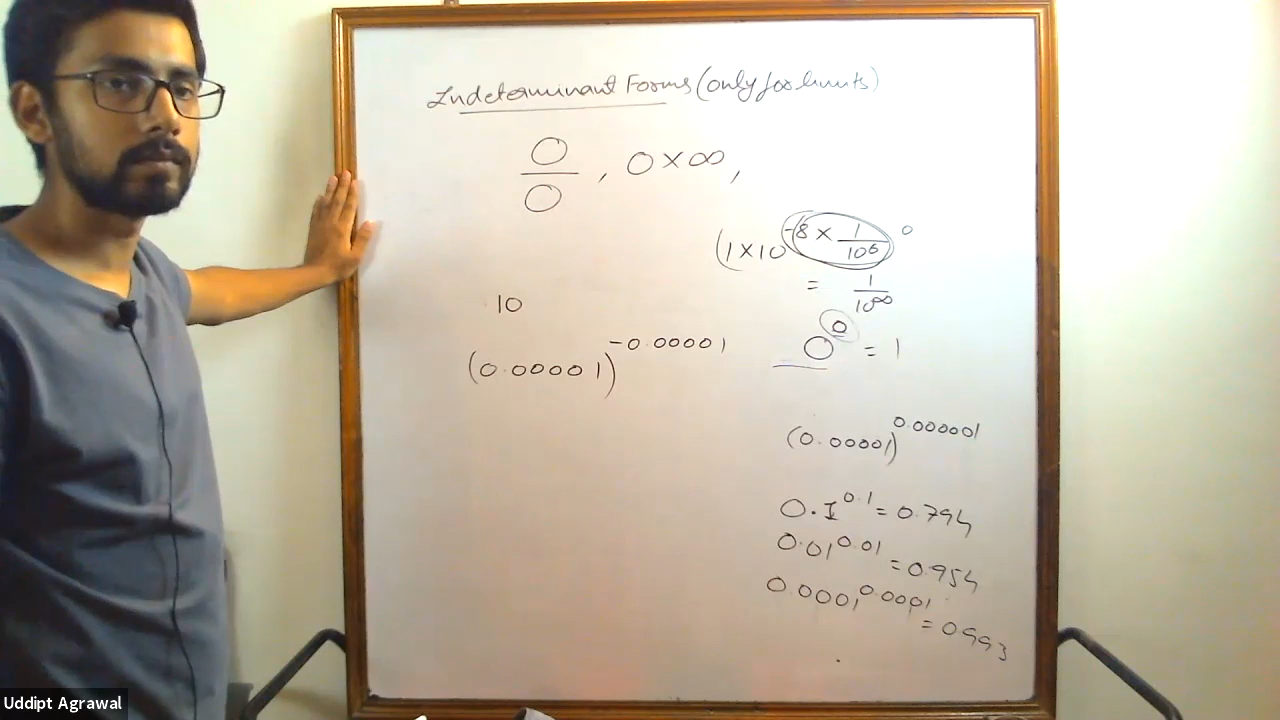 Indeterminant Forms (only for limits)
0/0 , 0 × ∞ ,
(1×10^-8 × 1/10^6 0
= 1/10^∞
10
0^0 = 1
(0.00001)^-0.00001
(0.00001)^0.000001
0.1^0.1 = 0.794
0.01^0.01
= 0.954
0.0001^0.0001
= 0.993
Uddipt Agrawal